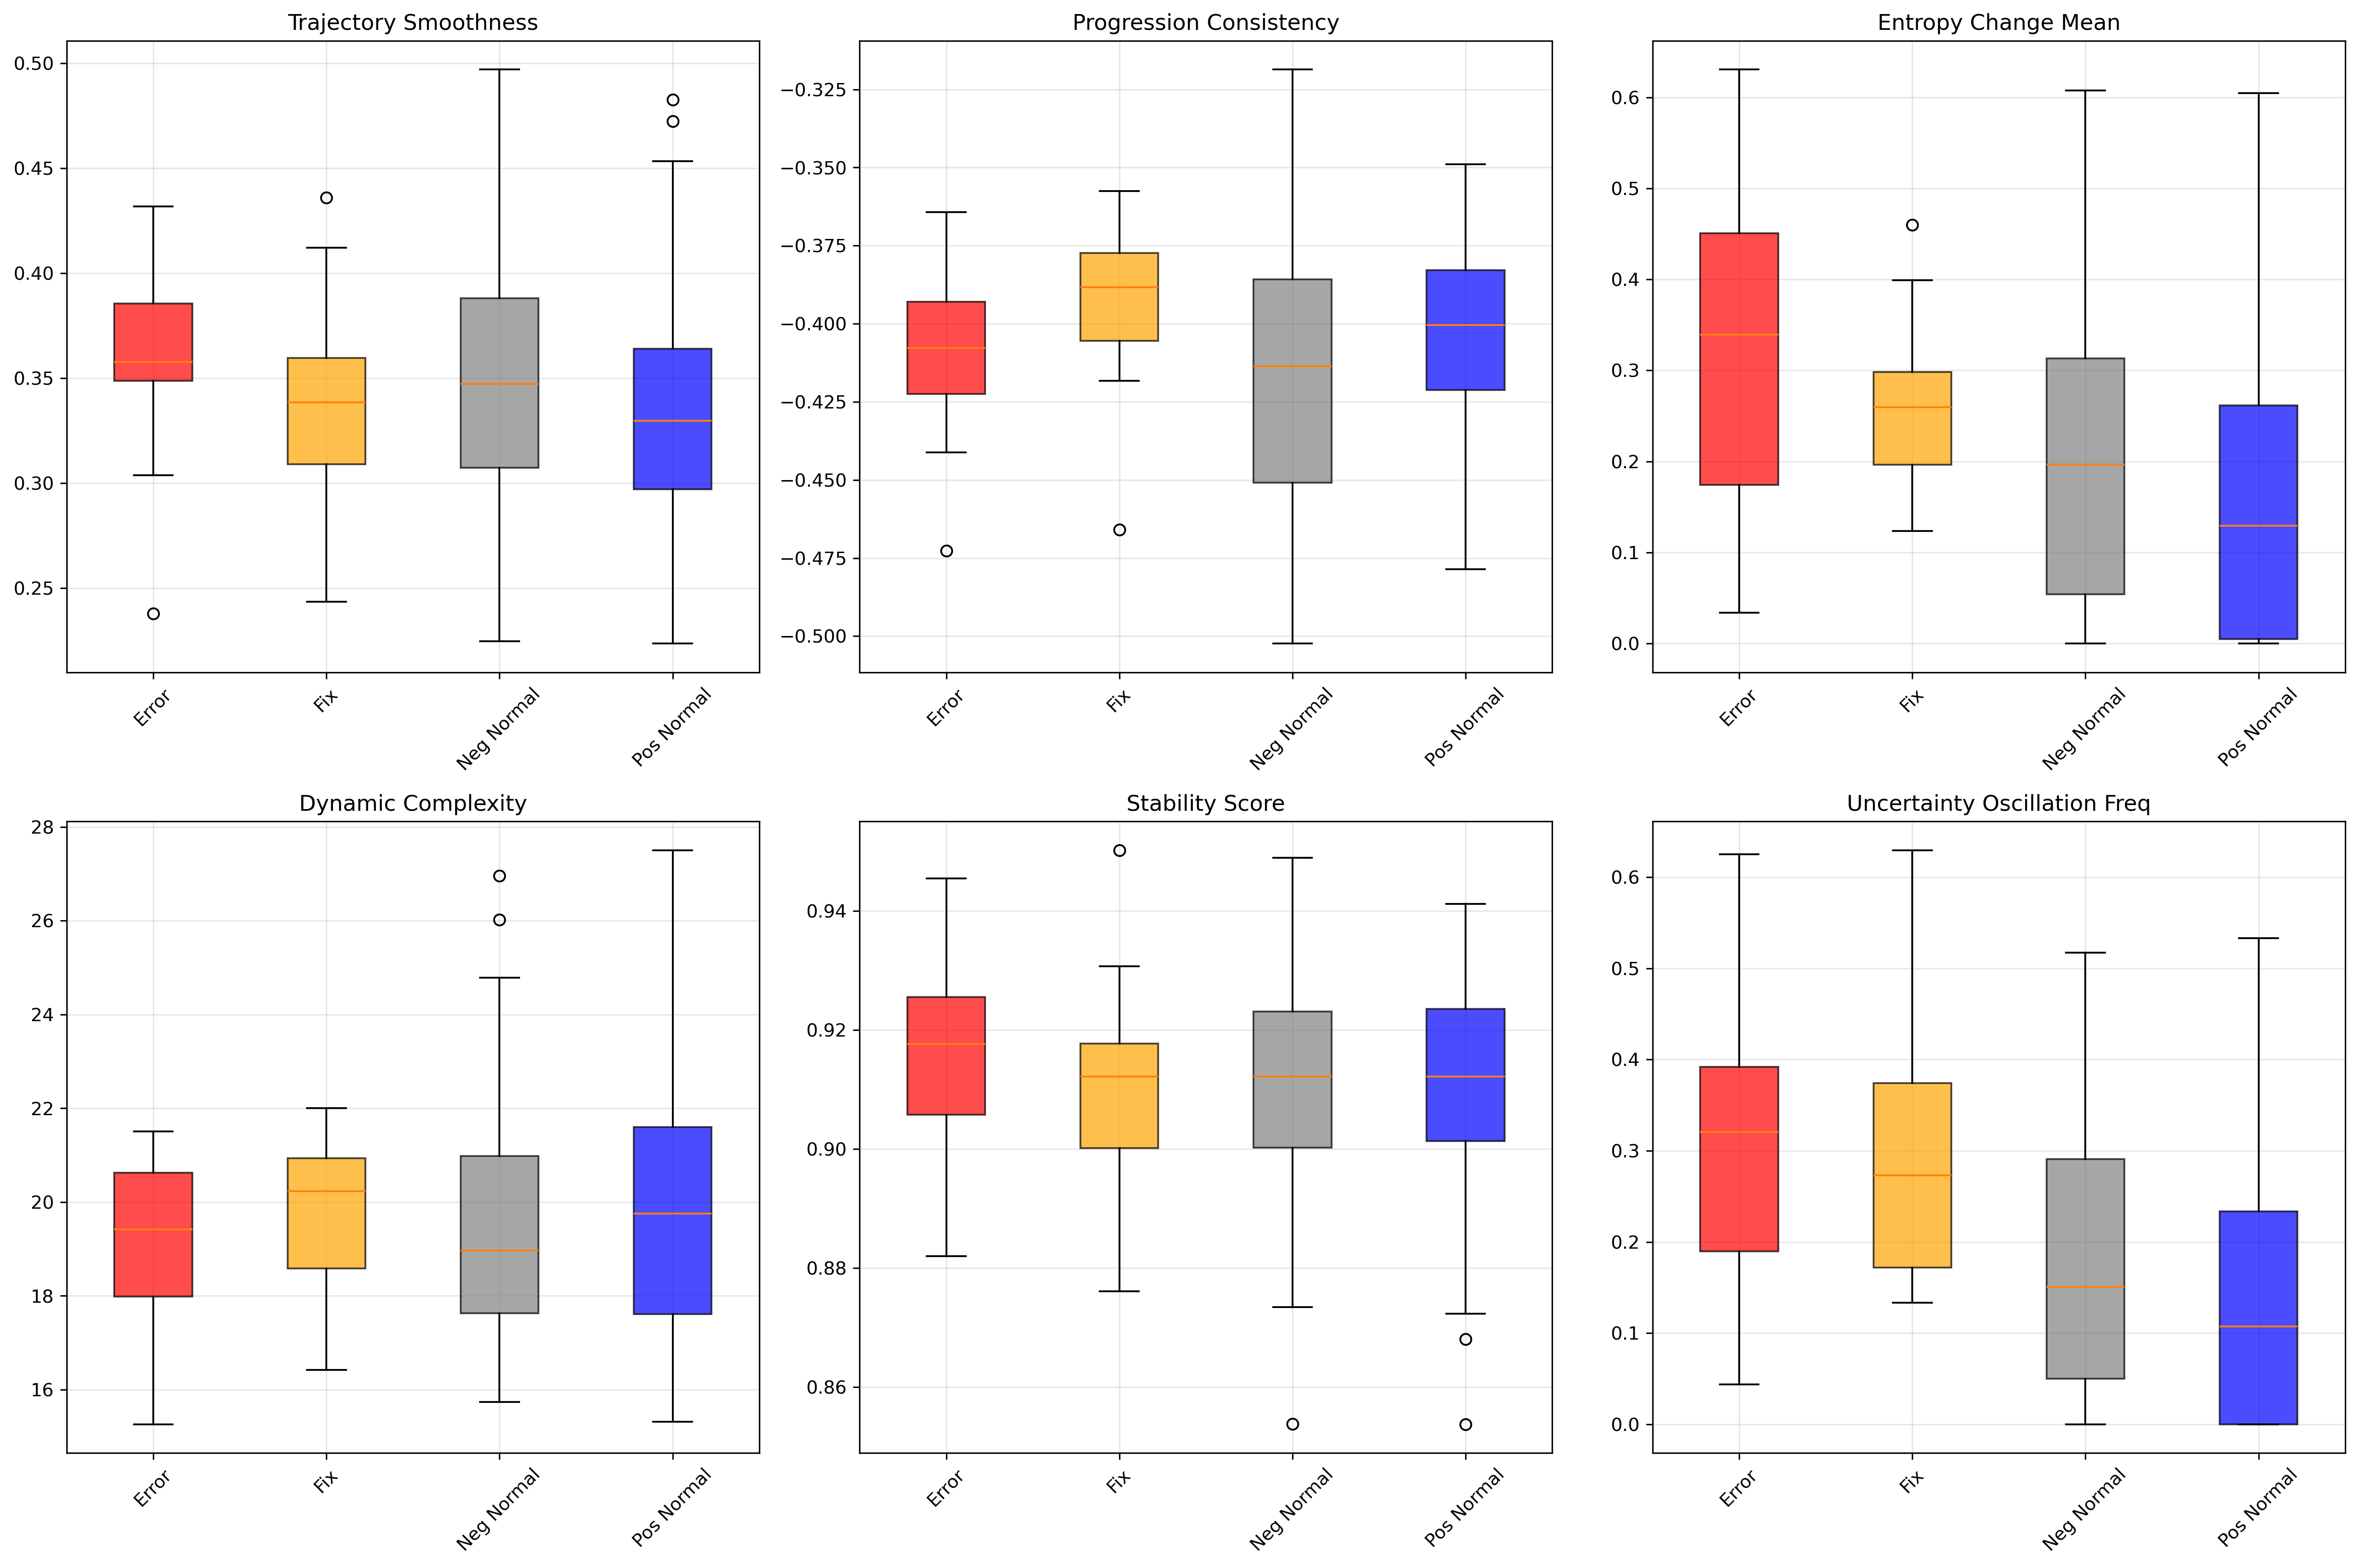 Trajectory Smoothness
0.50
0.45
0.40
0.35
0.30
0.25
Error
Fix
Neg Normal
Pos Normal
Progression Consistency
−0.325
−0.350
−0.375
−0.400
−0.425
−0.450
−0.475
−0.500
Error
Fix
Neg Normal
Pos Normal
Entropy Change Mean
0.6
0.5
0.4
0.3
0.2
0.1
0.0
Error
Fix
Neg Normal
Pos Normal
Dynamic Complexity
28
26
24
22
20
18
16
Error
Fix
Neg Normal
Pos Normal
Stability Score
0.94
0.92
0.90
0.88
0.86
Error
Fix
Neg Normal
Pos Normal
Uncertainty Oscillation Freq
0.6
0.5
0.4
0.3
0.2
0.1
0.0
Error
Fix
Neg Normal
Pos Normal